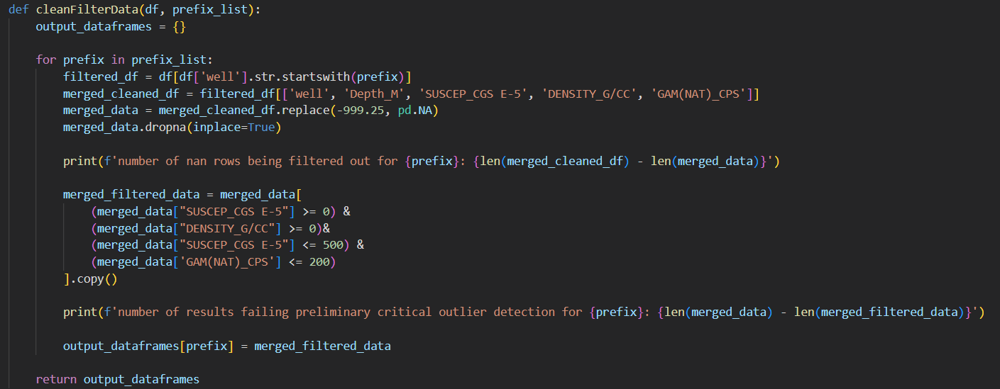 def cleanFilterData(df, prefix_list):
    output_dataframes = {}
    for prefix in prefix_list:
        filtered_df = df[df['well'].str.startswith(prefix)]
        merged_cleaned_df = filtered_df[['well', 'Depth_M', 'SUSCEP_CGS E-5', 'DENSITY_G/CC', 'GAM(NAT)_CPS']]
        merged_data = merged_cleaned_df.replace(-999.25, pd.NA)
        merged_data.dropna(inplace=True)
        print(f'number of nan rows being filtered out for {prefix}: {len(merged_cleaned_df) - len(merged_data)}')
        merged_filtered_data = merged_data[
            (merged_data["SUSCEP_CGS E-5"] >= 0) &
            (merged_data["DENSITY_G/CC"] >= 0)&
            (merged_data["SUSCEP_CGS E-5"] <= 500) &
            (merged_data['GAM(NAT)_CPS'] <= 200)
        ].copy()
        print(f'number of results failing preliminary critical outlier detection for {prefix}: {len(merged_data) - len(merged_filtered_data)}')
        output_dataframes[prefix] = merged_filtered_data
    return output_dataframes